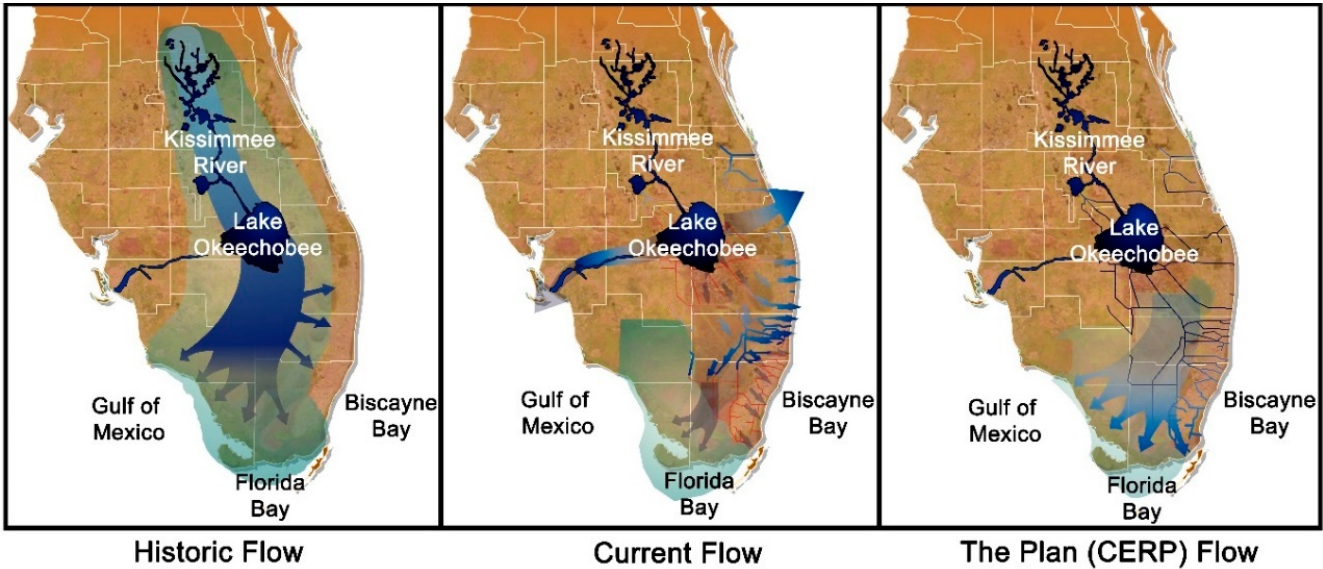 Kissimmee
River
Lake
Okeechobee
Gulf of
Mexico
Biscayne
Bay
Florida
Bay
Historic Flow
Kissimmee
River
Lake
Okeechobee
Gulf of
Mexico
Biscayne
Bay
Florida
Bay
Current Flow
Kissimmee
River
Lake
Okeechobee
Gulf of
Mexico
Biscayne
Bay
Florida
Bay
The Plan (CERP) Flow